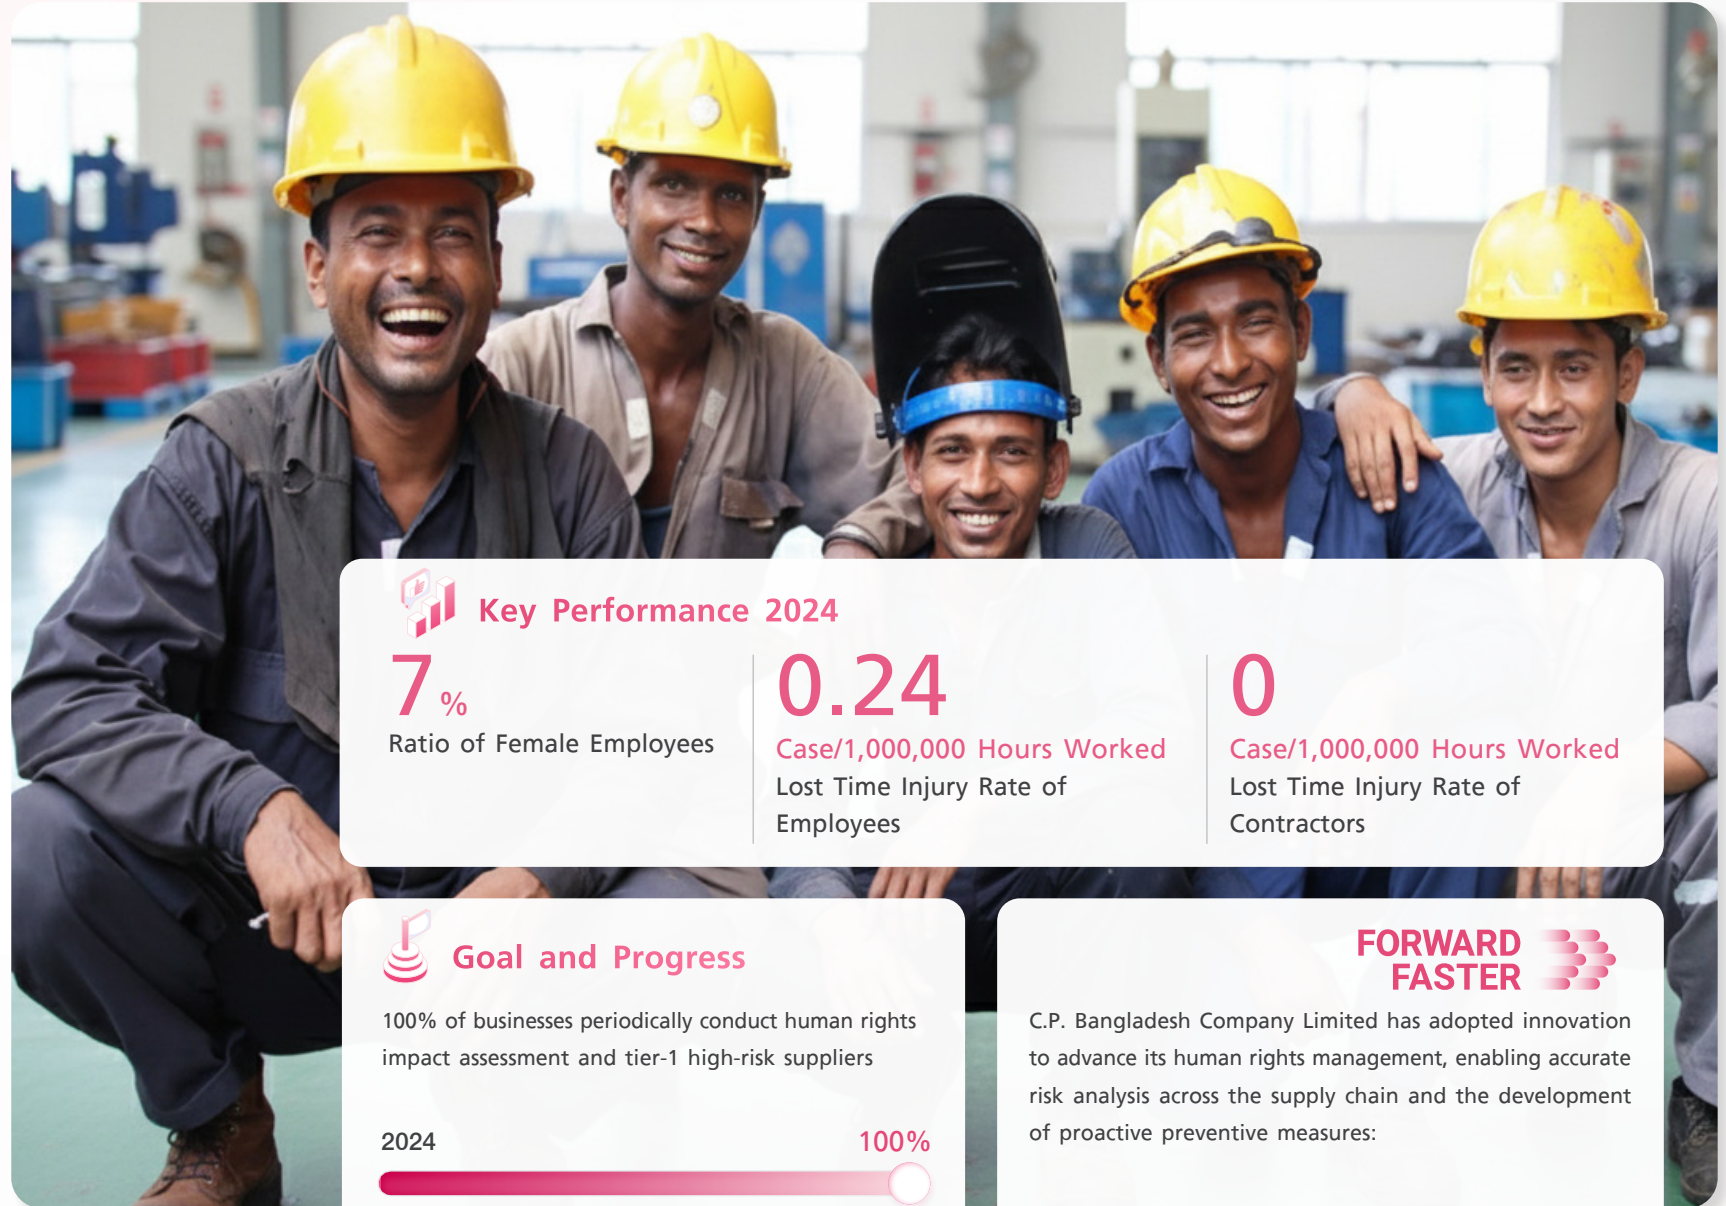 Key Performance 2024
7 %
Ratio of Female Employees
0.24
Case/1,000,000 Hours Worked
Lost Time Injury Rate of
Employees
0
Case/1,000,000 Hours Worked
Lost Time Injury Rate of
Contractors
Goal and Progress
100% of businesses periodically conduct human rights
impact assessment and tier-1 high-risk suppliers
2024
100%
FORWARD
FASTER
C.P. Bangladesh Company Limited has adopted innovation
to advance its human rights management, enabling accurate
risk analysis across the supply chain and the development
of proactive preventive measures: